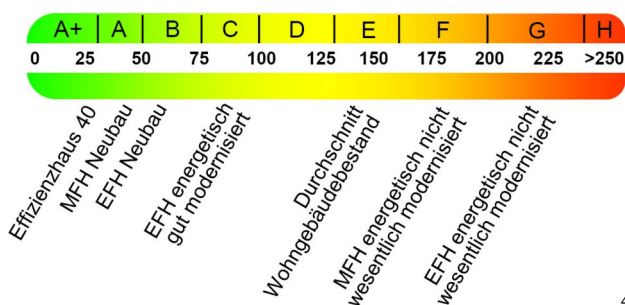 A+ A B C D E F G H
0 25 50 75 100 125 150 175 200 225 >250
Effizienzhaus 40
MFH Neubau
EFH Neubau
EFH energetisch
gut modernisiert
Durchschnitt
Wohngebäudebestand
MFH energetisch nicht
wesentlich modernisiert
EFH energetisch nicht
wesentlich modernisiert